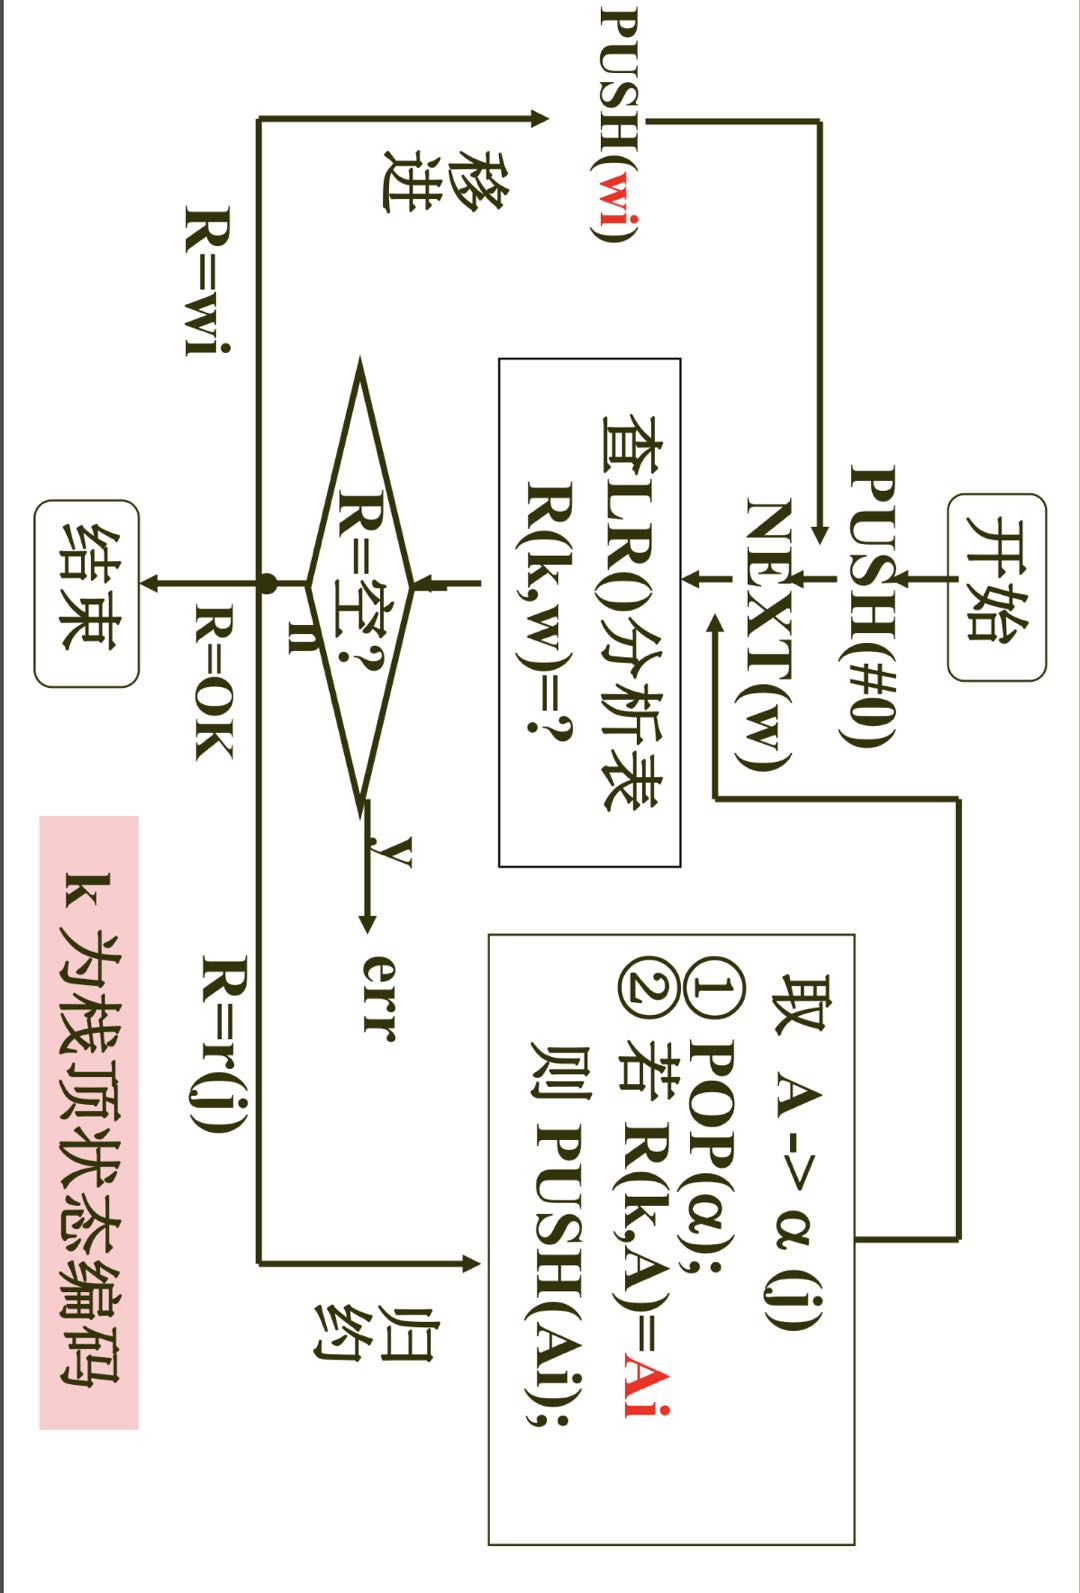 开始
PUSH(#0)
NEXT(w)
查LR()分析表
R(k,w)=?
取 A -> α (j)
① POP(α);
② 若 R(k,A)=Ai
则 PUSH(Ai);
PUSH(wi)
移
进
R=空?
y
err
n
归
约
R=wi
R=OK
R=r(j)
结束
k 为栈顶状态编码